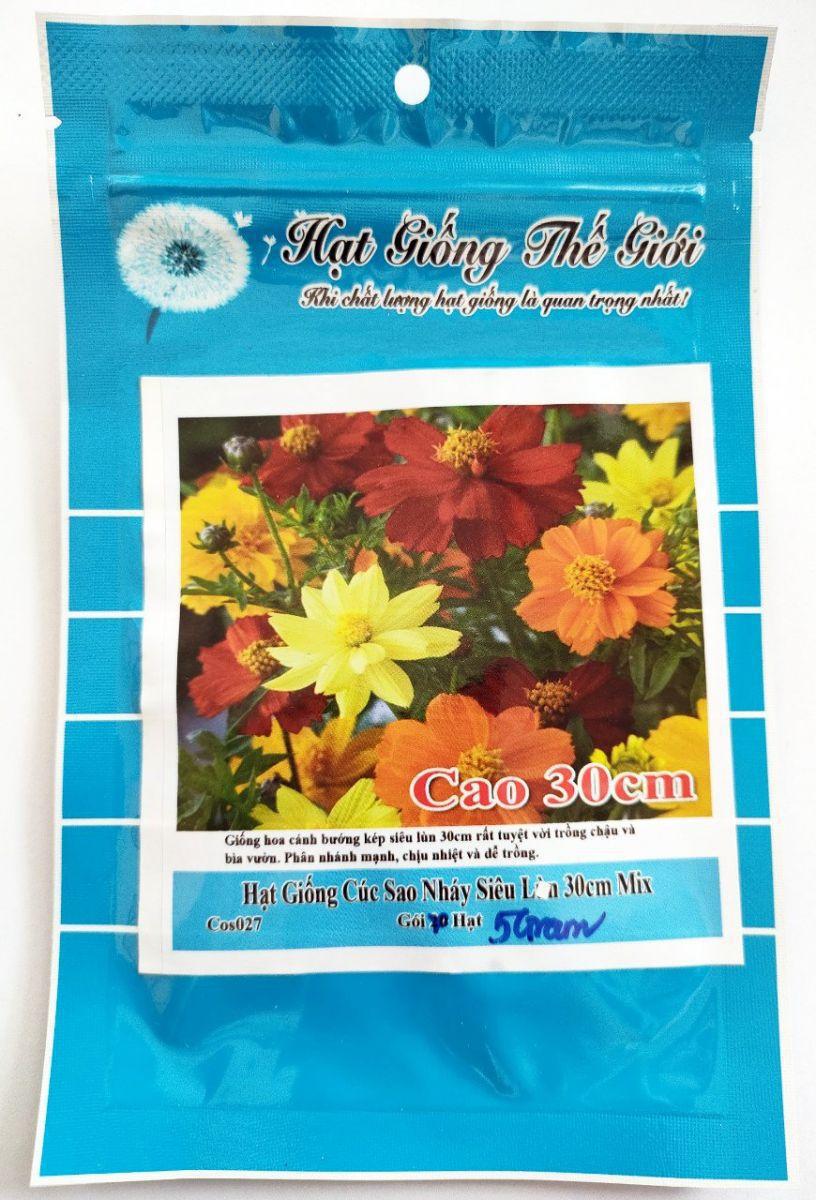 Hạt Giống Thế Giới
Khi chất lượng hạt giống là quan trọng nhất!
Cao 30cm
Giống hoa cánh bướng kép siêu lùn 30cm rất tuyệt vời trồng chậu và
bìa vườn. Phân nhánh mạnh, chịu nhiệt và dễ trồng.
Hạt Giống Cúc Sao Nháy Siêu Lùn 30cm Mix
Cos027
Gói Hạt 5Gram